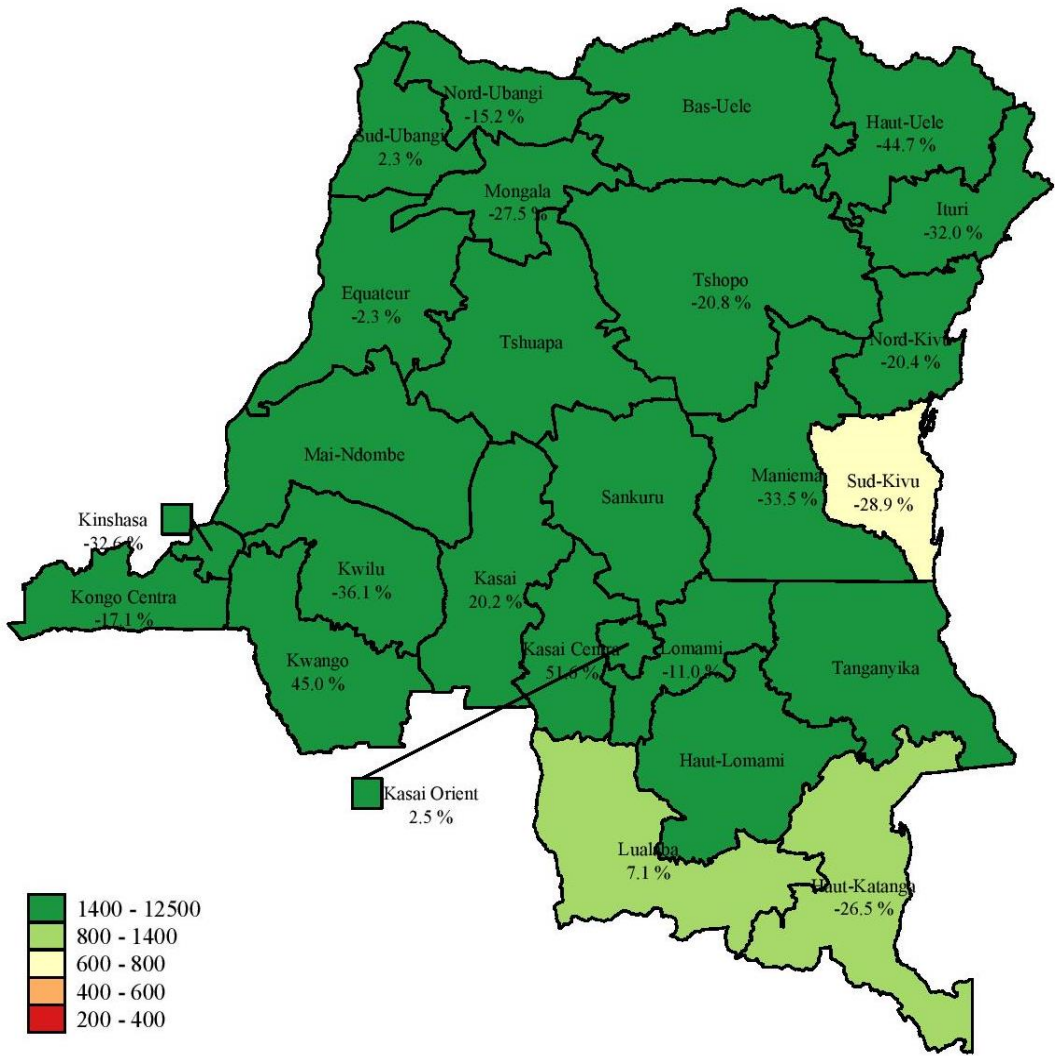 Nord-Ubangi
-15.2 %
Bas-Uele
Haut-Uele
-44.7 %
Sud-Ubangi
2.3 %
Mongala
-27.5 %
Ituri
-32.0 %
Equateur
-2.3 %
Tshopo
-20.8 %
Tshuapa
Nord-Kivu
-20.4 %
Mai-Ndombe
Maniema
-33.5 %
Sud-Kivu
-28.9 %
Sankuru
Kinshasa
-32.6 %
Kongo Centra
-17.1 %
Kwilu
-36.1 %
Kasai
20.2 %
Kwango
45.0 %
Kasai Centra
51.8 %
Lomami
-11.0 %
Tanganyika
Haut-Lomami
Kasai Orient
2.5 %
Lualaba
7.1 %
Haut-Katanga
-26.5 %
1400 - 12500
800 - 1400
600 - 800
400 - 600
200 - 400